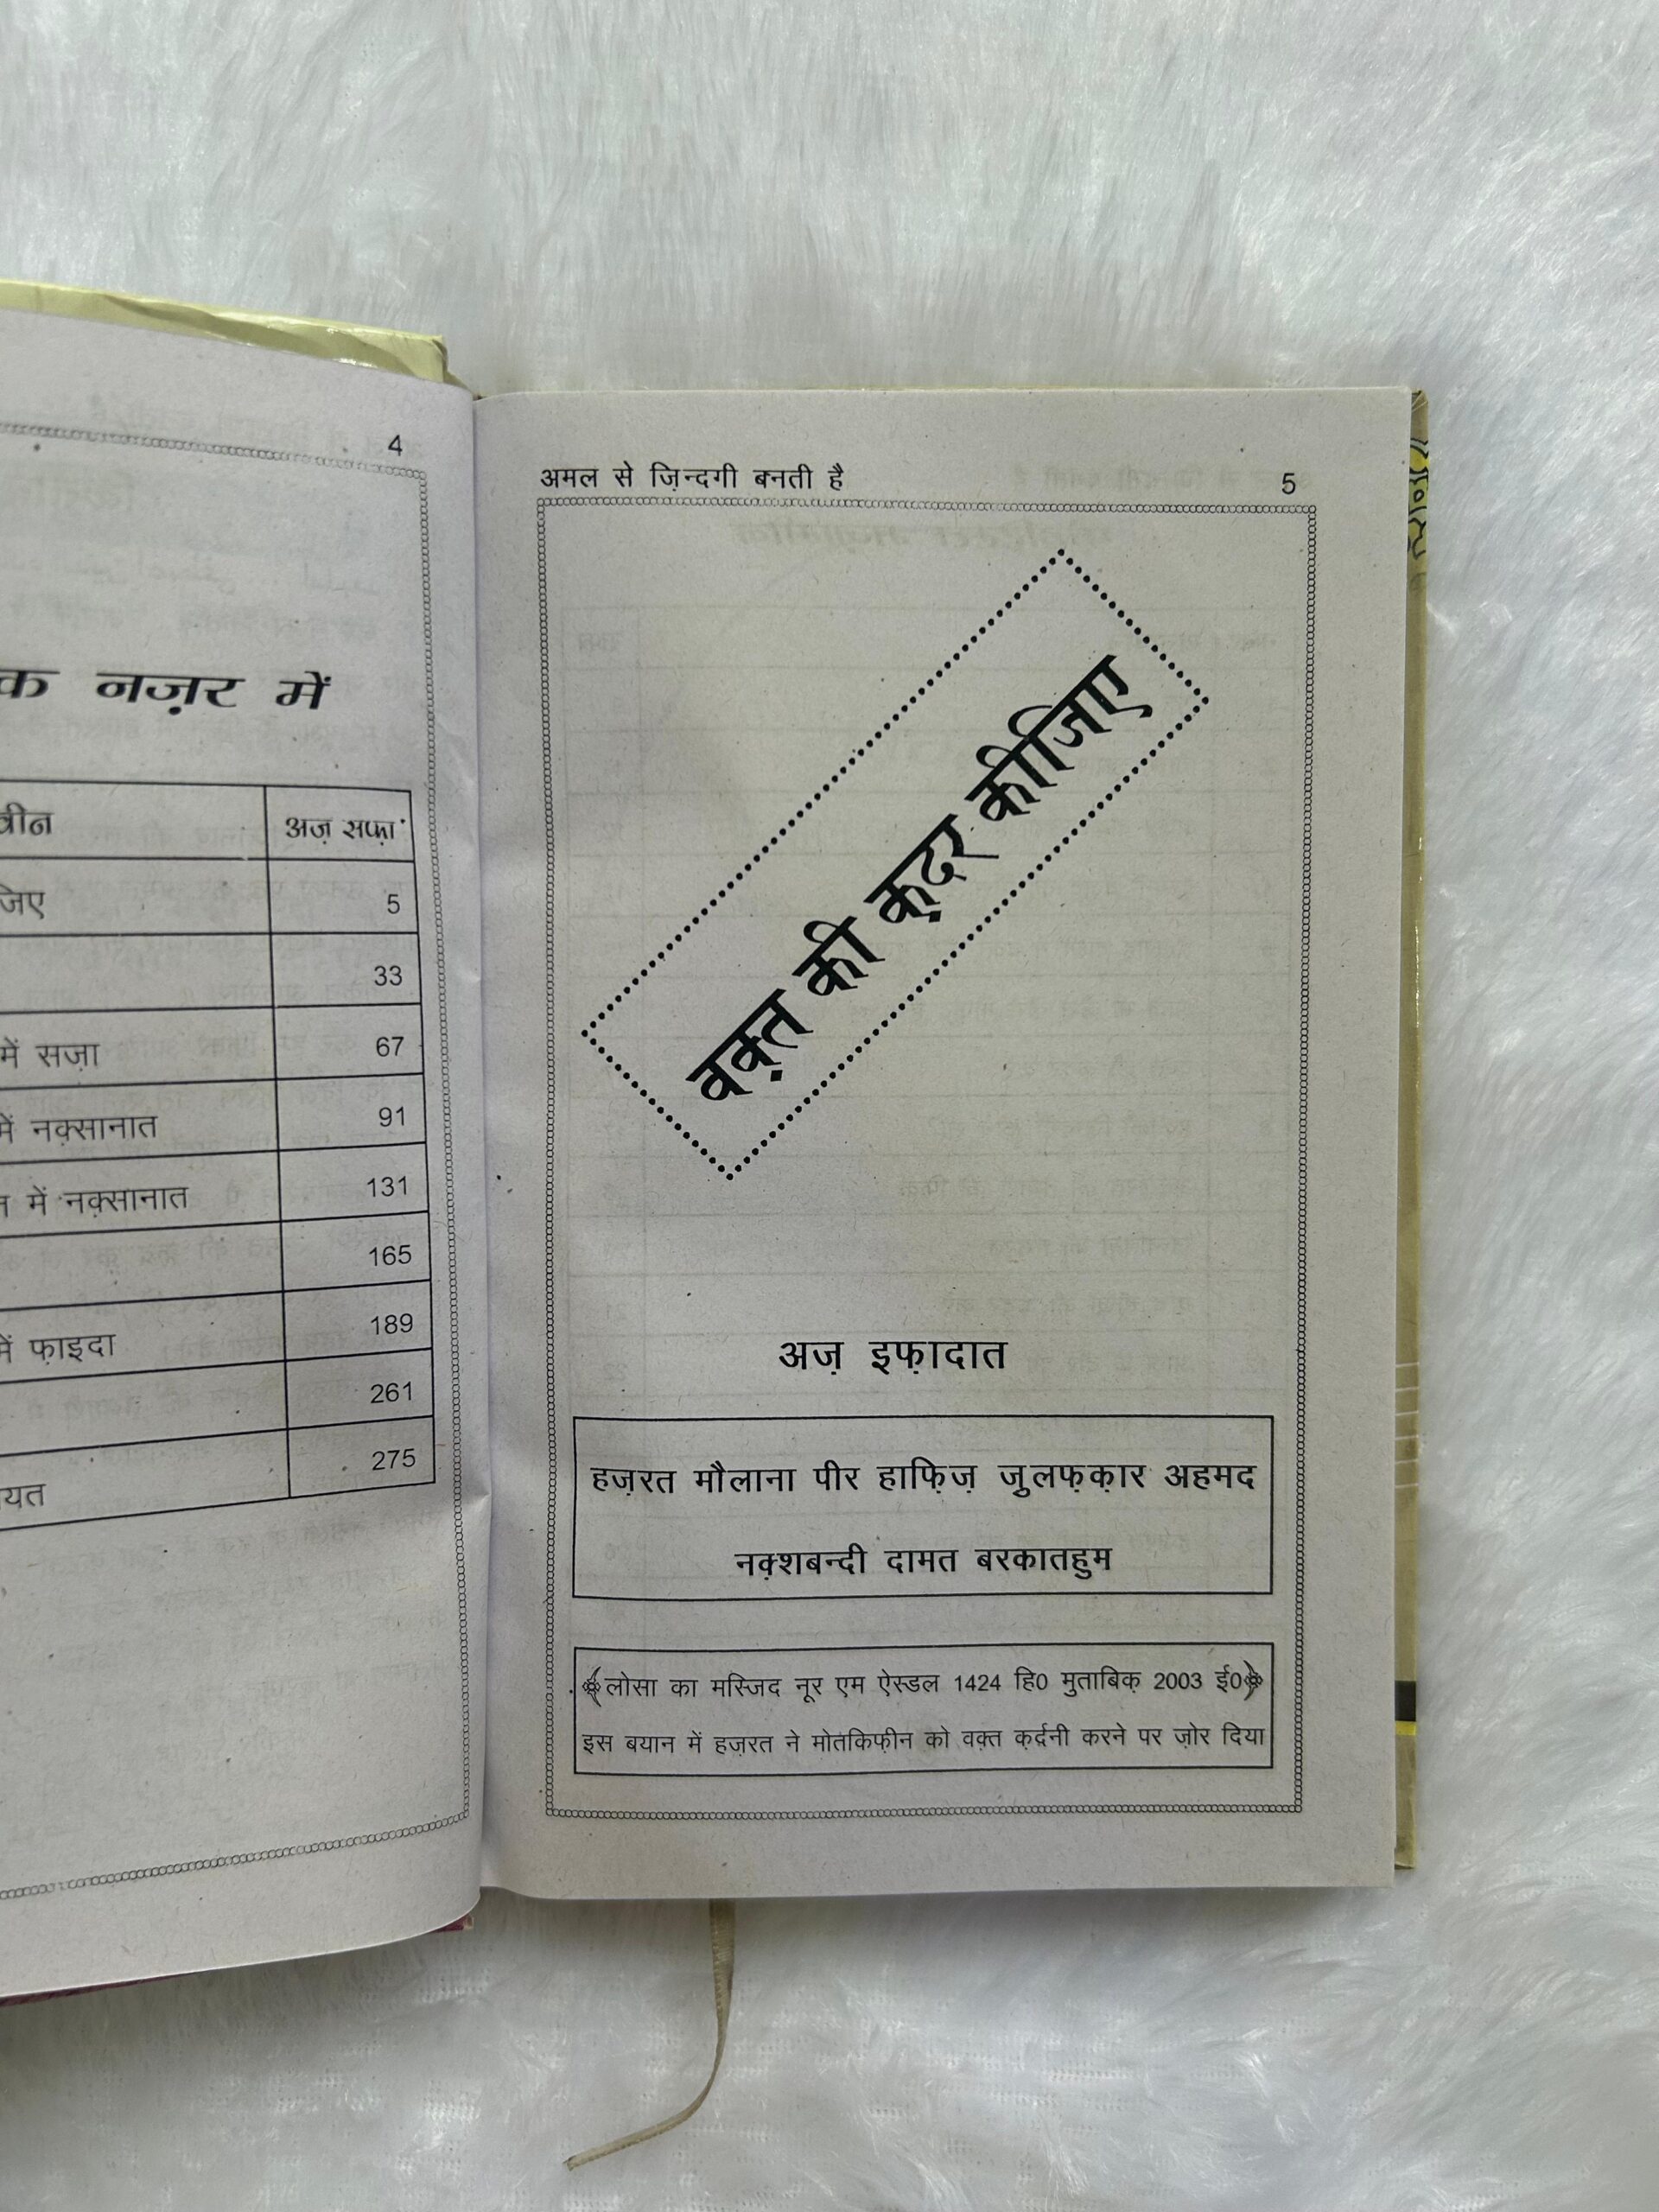 4
नज़र में
अज़ सफ़ा
5
33
में सज़ा 67
में नक़्सानात 91
में नक़्सानात 131
165
में फ़ाइदा 189
261
275
अमल से ज़िन्दगी बनती है 5
वक़्त की क़दर कीजिए
अज़ इफ़ादात
हज़रत मौलाना पीर हाफ़िज़ जुलफ़क़ार अहमद
नक़्शबन्दी दामत बरकातहुम
लोसा का मस्जिद नूर एम ऐस्डल 1424 हि0 मुताबिक़ 2003 ई0
इस बयान में हज़रत ने मोतकिफ़ीन को वक़्त क़र्दनी करने पर ज़ोर दिया